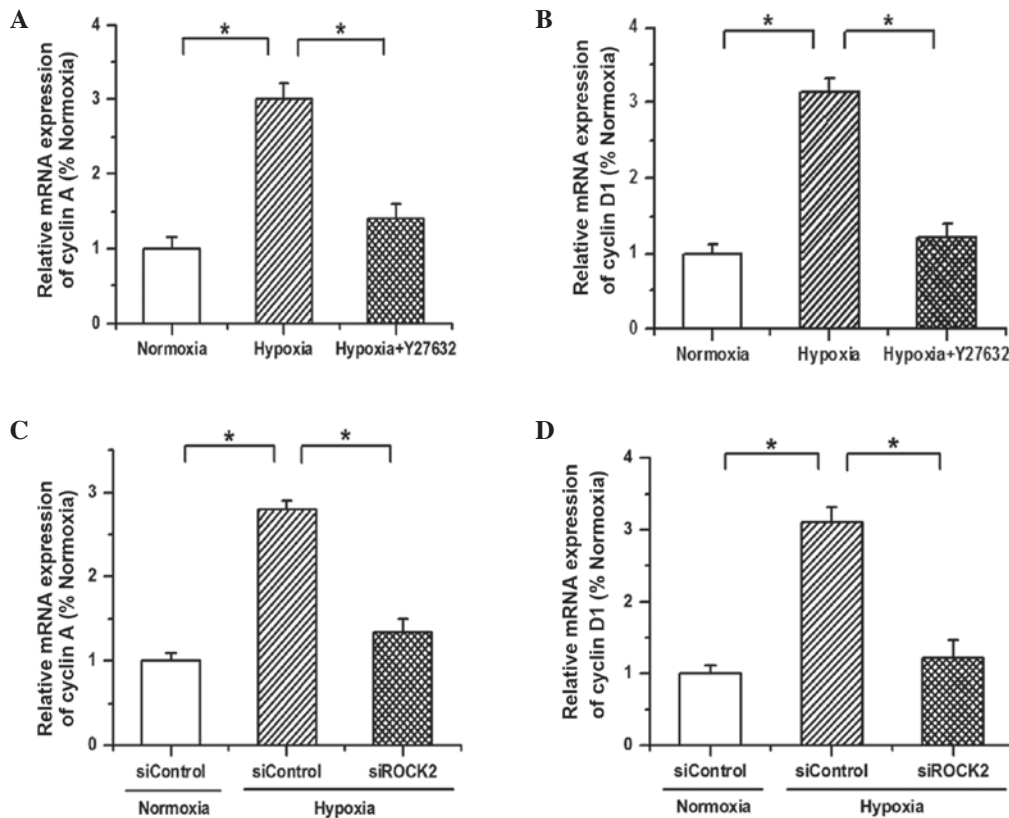 A
Relative mRNA expression
of cyclin A (% Normoxia)
4
3
2
1
0
*
*
Normoxia
Hypoxia
Hypoxia+Y27632
B
Relative mRNA expression
of cyclin D1 (% Normoxia)
4
3
2
1
0
*
*
Normoxia
Hypoxia
Hypoxia+Y27632
C
Relative mRNA expression
of cyclin A (% Normoxia)
3
2
1
0
*
*
siControl
siControl
siROCK2
Normoxia
Hypoxia
D
Relative mRNA expression
of cyclin D1 (% Normoxia)
4
3
2
1
0
*
*
siControl
siControl
siROCK2
Normoxia
Hypoxia